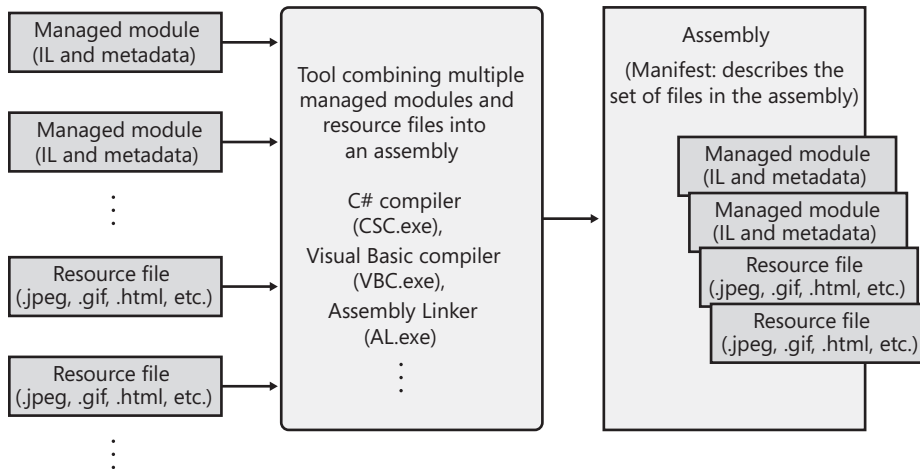 Managed module
(IL and metadata)
Managed module
(IL and metadata)
Resource file
(.jpeg, .gif, .html, etc.)
Resource file
(.jpeg, .gif, .html, etc.)
Tool combining multiple
managed modules and
resource files into
an assembly
C# compiler
(CSC.exe),
Visual Basic compiler
(VBC.exe),
Assembly Linker
(AL.exe)
Assembly
(Manifest: describes the
set of files in the assembly)
Managed module
(IL and metadata)
Managed module
(IL and metadata)
Resource file
(.jpeg, .gif, .html, etc.)
Resource file
(.jpeg, .gif, .html, etc.)